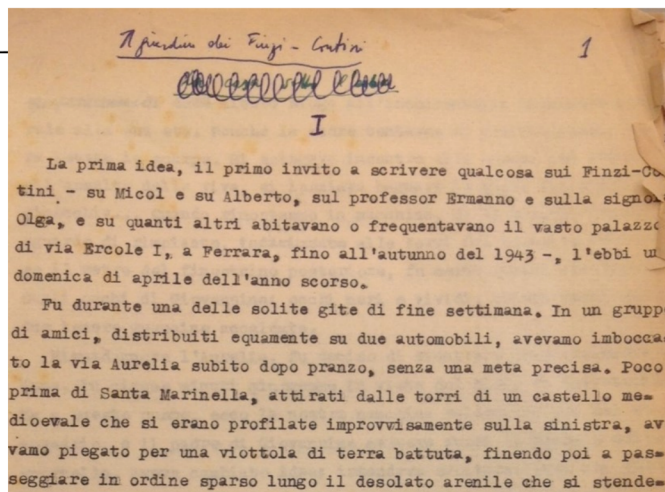 Il giardino dei Finzi-Contini
1
I
La prima idea, il primo invito a scrivere qualcosa sui Finzi-Con
tini - su Micol e su Alberto, sul professor Ermanno e sulla signora
Olga, e su quanti altri abitavano o frequentavano il vasto palazzo
di via Ercole I, a Ferrara, fino all'autunno del 1943 -, l'ebbi un
domenica di aprile dell'anno scorso.
Fu durante una delle solite gite di fine settimana. In un grupp
di amici, distribuiti equamente su due automobili, avevamo imbocca=
to la via Aurelia subito dopo pranzo, senza una meta precisa. Poco
prima di Santa Marinella, attirati dalle torri di un castello me=
dioevale che si erano profilate improvvisamente sulla sinistra, av
vamo piegato per una viottola di terra battuta, finendo poi a pas=
seggiare in ordine sparso lungo il desolato arenile che si stende=